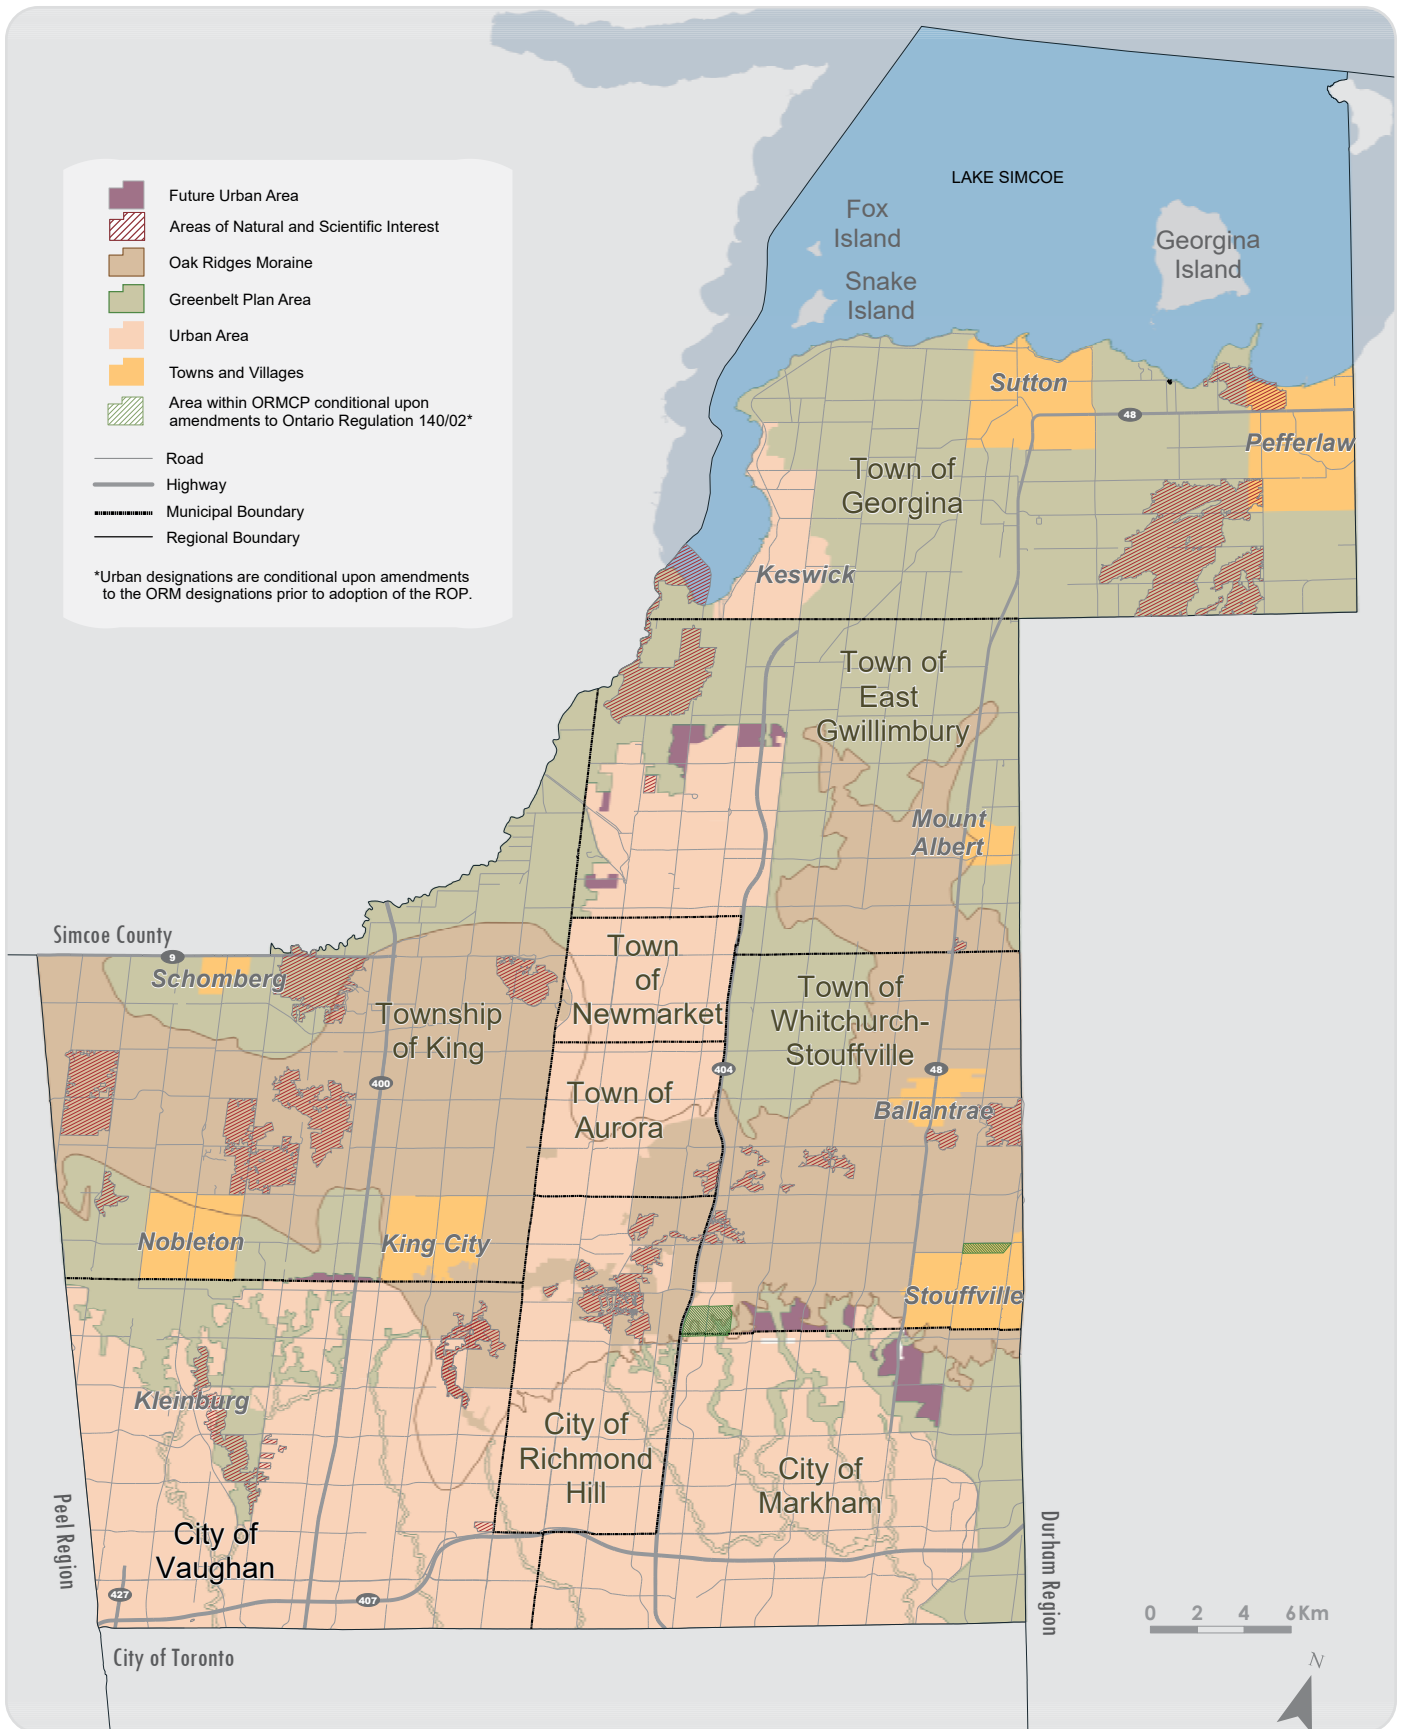 LAKE SIMCOE
Fox
Island
Georgina
Island
Snake
Island
Future Urban Area
Areas of Natural and Scientific Interest
Oak Ridges Moraine
Greenbelt Plan Area
Urban Area
Towns and Villages
Area within ORMCP conditional upon
amendments to Ontario Regulation 140/02*
Road
Highway
Municipal Boundary
Regional Boundary
*Urban designations are conditional upon amendments
to the ORM designations prior to adoption of the ROP.
Sutton
48
Pefferlaw
Town of
Georgina
Keswick
Town of
East
Gwillimbury
Mount
Albert
Simcoe County
9
Schomberg
Township
of King
400
Town
of
Newmarket
Town of
Whitchurch-
Stouffville
404
48
Town of
Aurora
Ballantrae
Nobleton
King City
Stouffville
Kleinburg
City of
Richmond
Hill
City of
Markham
City of
Vaughan
Peel Region
427
407
Durham Region
City of Toronto
0 2 4 6 Km
N